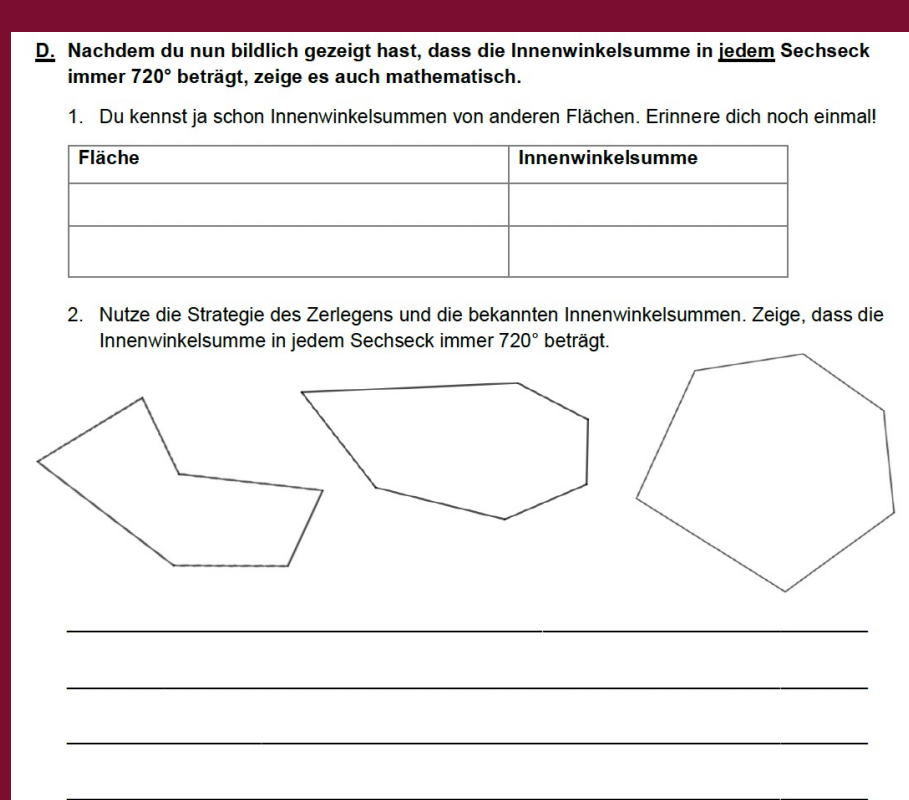 D. Nachdem du nun bildlich gezeigt hast, dass die Innenwinkelsumme in jedem Sechseck
immer 720° beträgt, zeige es auch mathematisch.
1. Du kennst ja schon Innenwinkelsummen von anderen Flächen. Erinnere dich noch einmal!
Fläche Innenwinkelsumme
2. Nutze die Strategie des Zerlegens und die bekannten Innenwinkelsummen. Zeige, dass die
Innenwinkelsumme in jedem Sechseck immer 720° beträgt.